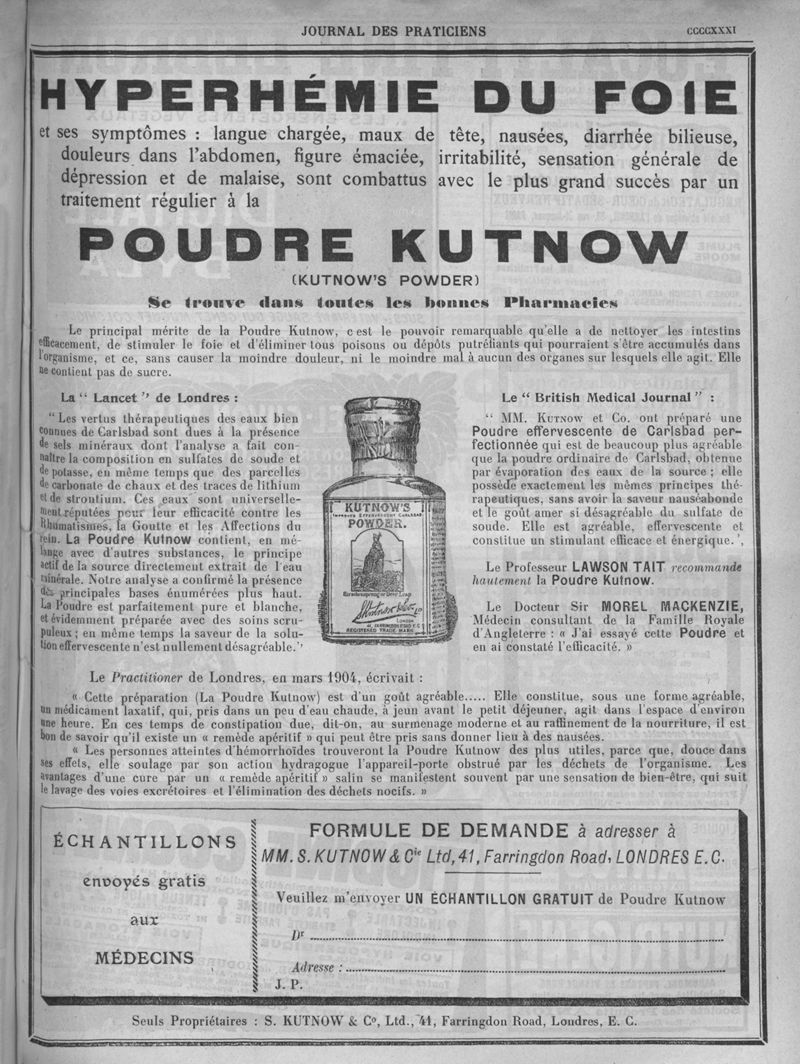 JOURNAL DES PRATICIENS
CCCCXXXI
HYPERHÉMIE DU FOIE
et ses symptômes : langue chargée, maux de tête, nausées, diarrhée bilieuse,
douleurs dans l'abdomen, figure émaciée, irritabilité, sensation générale de
dépression et de malaise, sont combattus avec le plus grand succès par un
traitement régulier à la
POUDRE KUTNOW
(KUTNOW'S POWDER)
Se trouve dans toutes les bonnes Pharmacies
Le principal mérite de la Poudre Kutnow, c est le pouvoir remarquable qu'elle a de nettoyer les intestins
efficacement, de stimuler le foie et d'éliminer tous poisons ou dépôts putréfiants qui pourraient s'être accumulés dans
l'organisme, et ce, sans causer la moindre douleur, ni le moindre mal à aucun des organes sur lesquels elle agit. Elle
ne contient pas de sucre.
La “ Lancet ” de Londres :
“ Les vertus thérapeutiques des eaux bien
connues de Carlsbad sont dues à la présence
de sels minéraux dont l'analyse a fait con-
naître la composition en sulfates de soude et
de potasse, en même temps que des parcelles
de carbonate de chaux et des traces de lithium
et de strontium. Ces eaux sont universelle-
ment réputées pour leur efficacité contre les
Rhumatismes, la Goutte et les Affections du
rein. La Poudre Kutnow contient, en mé-
lange avec d'autres substances, le principe
actif de la source directement extrait de l'eau
minérale. Notre analyse a confirmé la présence
des principales bases énumérées plus haut.
La Poudre est parfaitement pure et blanche,
et évidemment préparée avec des soins scru-
puleux ; en même temps la saveur de la solu-
tion effervescente n'est nullement désagréable.’’
KUTNOW'S
IMPROVED EFFERVESCENT CARLSBAD
POWDER.
S. Kutnow & Co. Ld
LONDON
41, FARRINGDON ROAD E.C.
REGISTERED TRADE MARK
Le “ British Medical Journal ” :
“ MM. KUTNOW et Co. ont préparé une
Poudre effervescente de Carlsbad per-
fectionnée qui est de beaucoup plus agréable
que la poudre ordinaire de Carlsbad, obtenue
par évaporation des eaux de la source ; elle
possède exactement les mêmes principes thé-
rapeutiques, sans avoir la saveur nauséabonde
et le goût amer si désagréable du sulfate de
soude. Elle est agréable, effervescente et
constitue un stimulant efficace et énergique.’,
Le Professeur LAWSON TAIT recommande
hautement la Poudre Kutnow.
Le Docteur Sir MOREL MACKENZIE,
Médecin consultant de la Famille Royale
d'Angleterre : « J'ai essayé cette Poudre et
en ai constaté l'efficacité. »
Le Practitioner de Londres, en mars 1904, écrivait :
« Cette préparation (La Poudre Kutnow) est d'un goût agréable..... Elle constitue, sous une forme agréable,
un médicament laxatif, qui, pris dans un peu d'eau chaude, à jeun avant le petit déjeuner, agit dans l'espace d'environ
une heure. En ces temps de constipation due, dit-on, au surmenage moderne et au raffinement de la nourriture, il est
bon de savoir qu'il existe un « remède apéritif » qui peut être pris sans donner lieu à des nausées.
« Les personnes atteintes d'hémorrhoïdes trouveront la Poudre Kutnow des plus utiles, parce que, douce dans
ses effets, elle soulage par son action hydragogue l'appareil-porte obstrué par les déchets de l'organisme. Les
avantages d'une cure par un « remède apéritif » salin se manifestent souvent par une sensation de bien-être, qui suit
le lavage des voies excrétoires et l'élimination des déchets nocifs. »
ÉCHANTILLONS
envoyés gratis
aux
MÉDECINS
FORMULE DE DEMANDE à adresser à
MM. S. KUTNOW & Cie Ltd, 41, Farringdon Road, LONDRES E.C.
Veuillez m'envoyer UN ÉCHANTILLON GRATUIT de Poudre Kutnow
Dr
Adresse :
J. P.
Seuls Propriétaires : S. KUTNOW & Co, Ltd., 41, Farringdon Road, Londres, E. C.